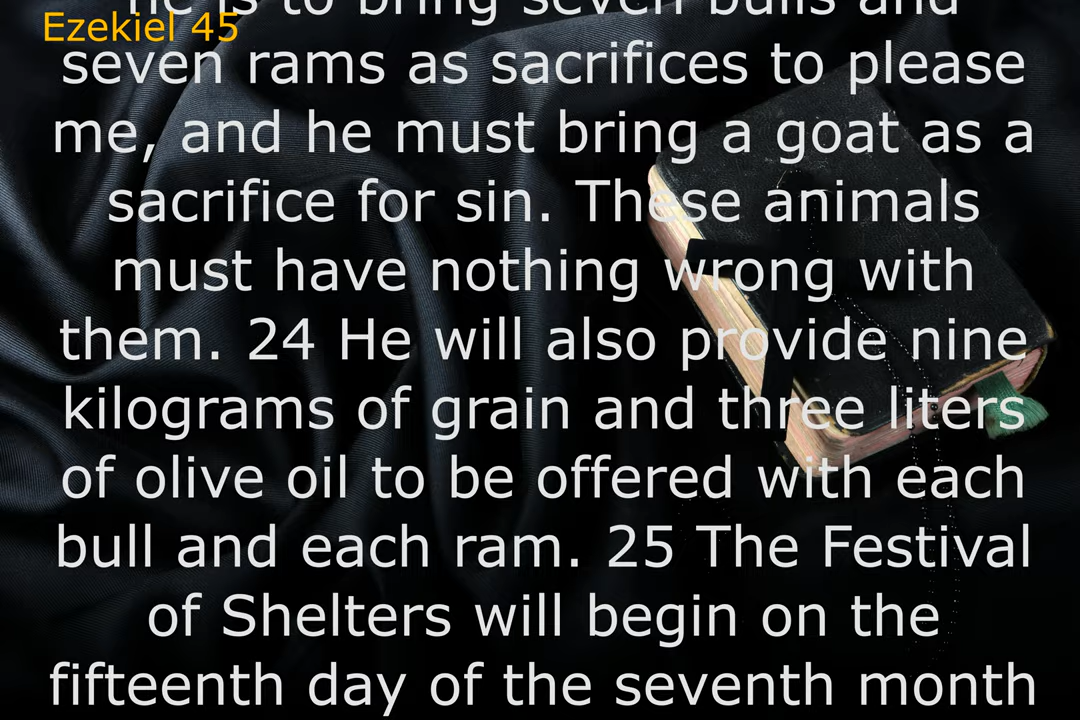 he is to bring seven bulls and
Ezekiel 45
seven rams as sacrifices to please
me, and he must bring a goat as a
sacrifice for sin. These animals
must have nothing wrong with
them. 24 He will also provide nine
kilograms of grain and three liters
of olive oil to be offered with each
bull and each ram. 25 The Festival
of Shelters will begin on the
fifteenth day of the seventh month